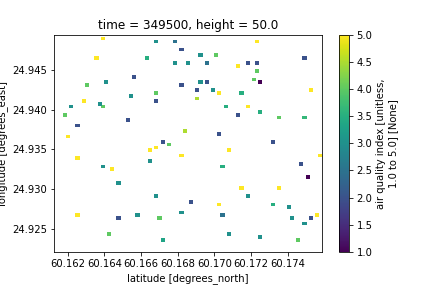 time = 349500, height = 50.0
24.945
24.940
24.935
24.930
24.925
longitude [degrees_east]
60.162 60.164 60.166 60.168 60.170 60.172 60.174
latitude [degrees_north]
5.0
4.5
4.0
3.5
3.0
2.5
2.0
1.5
1.0
air quality index [unitless,
1.0 to 5.0] [None]